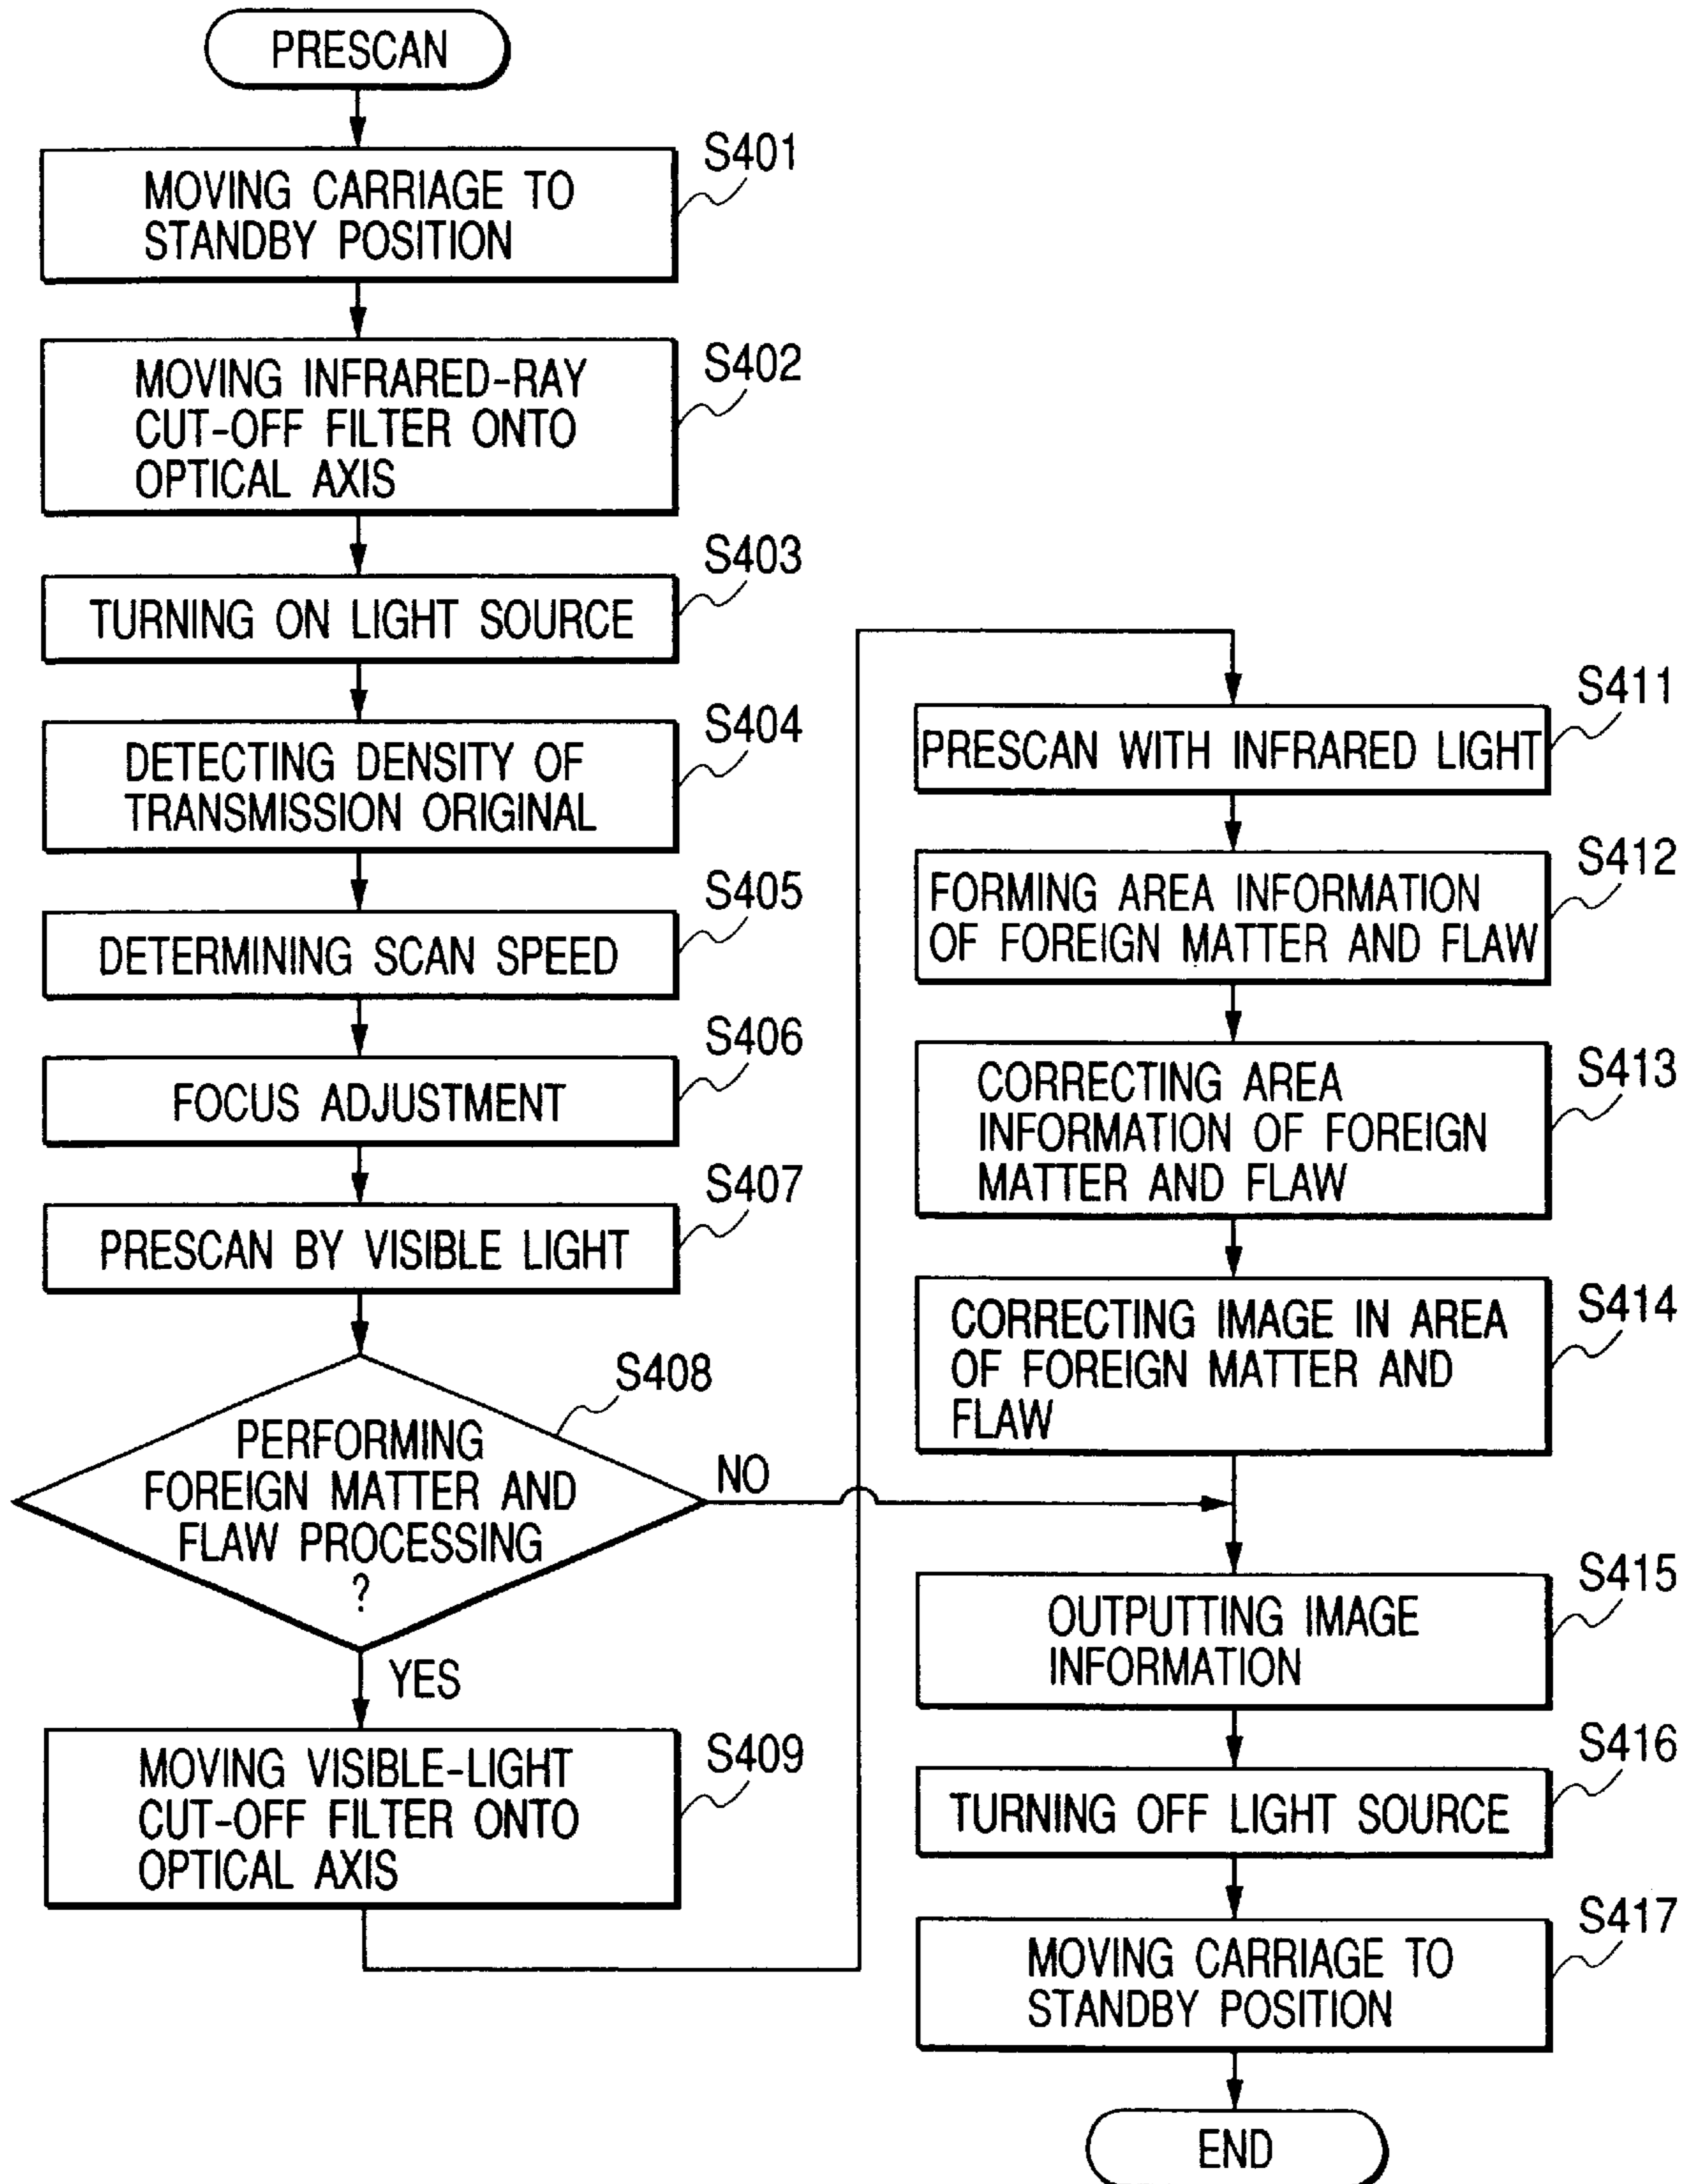 PRESCAN
S401
MOVING CARRIAGE TO
STANDBY POSITION
S402
MOVING INFRARED-RAY
CUT-OFF FILTER ONTO
OPTICAL AXIS
S403
TURNING ON LIGHT SOURCE
S404
DETECTING DENSITY OF
TRANSMISSION ORIGINAL
S405
DETERMINING SCAN SPEED
S406
FOCUS ADJUSTMENT
S407
PRESCAN BY VISIBLE LIGHT
S408
PERFORMING
FOREIGN MATTER AND
FLAW PROCESSING
?
NO
YES
S409
MOVING VISIBLE-LIGHT
CUT-OFF FILTER ONTO
OPTICAL AXIS
S411
PRESCAN WITH INFRARED LIGHT
S412
FORMING AREA INFORMATION
OF FOREIGN MATTER AND FLAW
S413
CORRECTING AREA
INFORMATION OF FOREIGN
MATTER AND FLAW
S414
CORRECTING IMAGE IN AREA
OF FOREIGN MATTER AND
FLAW
S415
OUTPUTTING IMAGE
INFORMATION
S416
TURNING OFF LIGHT SOURCE
S417
MOVING CARRIAGE TO
STANDBY POSITION
END